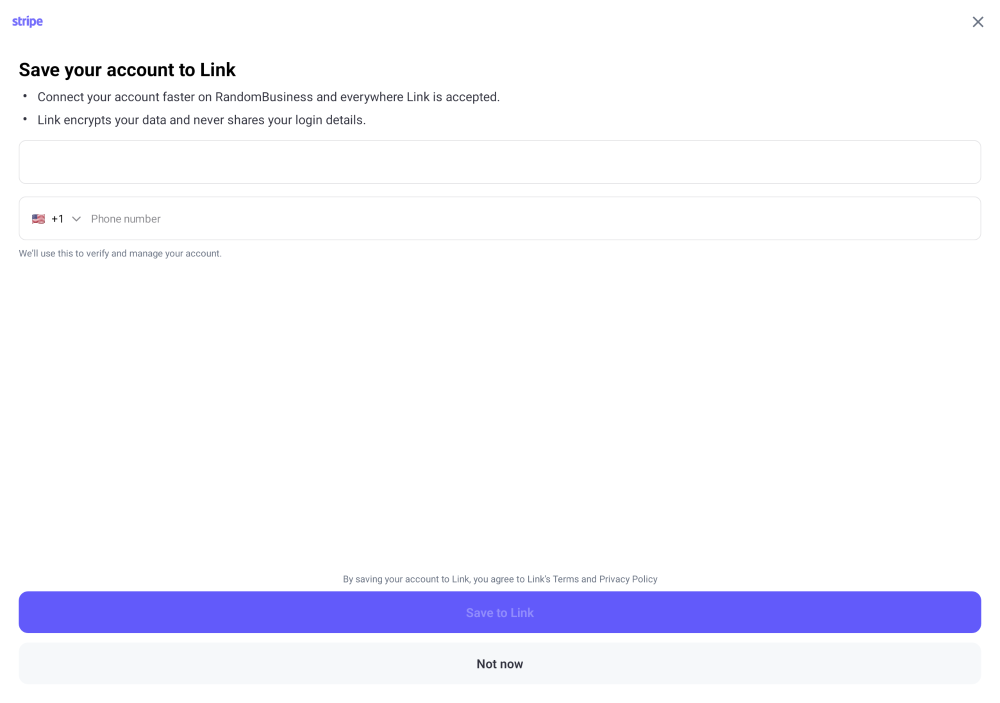 stripe
Save your account to Link
• Connect your account faster on RandomBusiness and everywhere Link is accepted.
• Link encrypts your data and never shares your login details.
+1 Phone number
We'll use this to verify and manage your account.
By saving your account to Link, you agree to Link's Terms and Privacy Policy
Save to Link
Not now